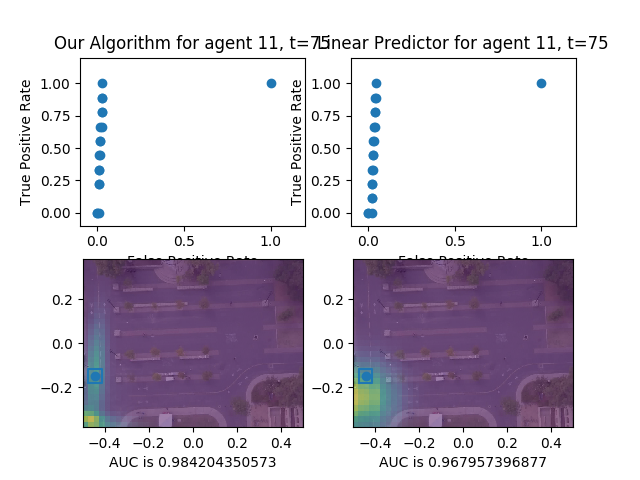 Our Algorithm for agent 11, t=75
Linear Predictor for agent 11, t=75
True Positive Rate
1.00
0.75
0.50
0.25
0.00
0.0 0.5 1.0
False Positive Rate
True Positive Rate
1.00
0.75
0.50
0.25
0.00
0.0 0.5 1.0
False Positive Rate
0.2
0.0
−0.2
−0.4 −0.2 0.0 0.2 0.4
AUC is 0.984204350573
0.2
0.0
−0.2
−0.4 −0.2 0.0 0.2 0.4
AUC is 0.967957396877